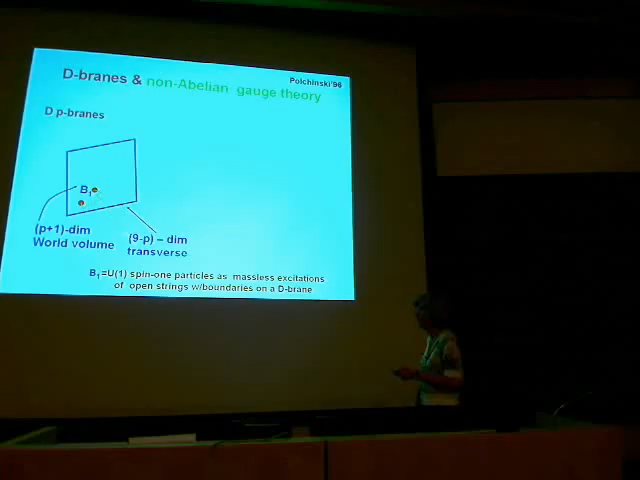 Polchinski'96
D-branes & non-Abelian gauge theory
D p-branes
B1
(p+1)-dim
World volume
(9-p) – dim
transverse
B1=U(1) spin-one particles as massless excitations
of open strings w/boundaries on a D-brane